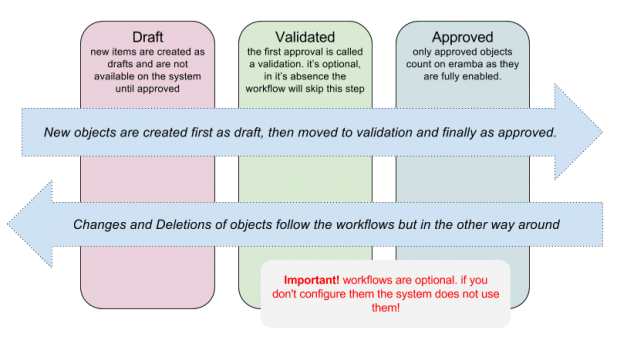 Draft
new items are created as
drafts and are not
available on the system
until approved
Validated
the first approval is called
a validation. it's optional,
in it's absence the
workflow will skip this step
Approved
only approved objects
count on eramba as they
are fully enabled.
New objects are created first as draft, then moved to validation and finally as approved.
Changes and Deletions of objects follow the workflows but in the other way around
Important! workflows are optional. if you
don't configure them the system does not use
them!